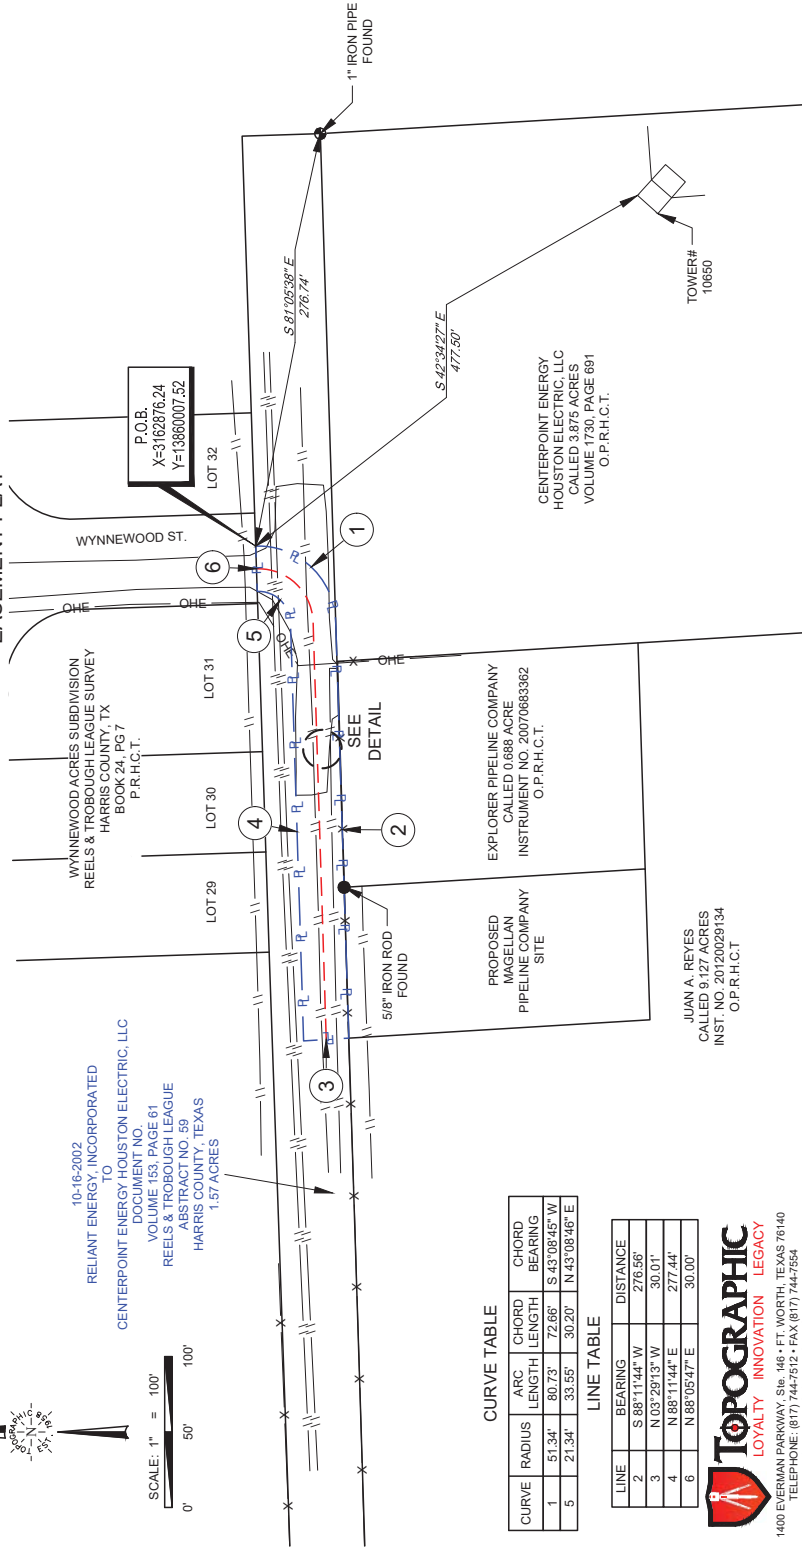 TOPOGRAPHIC
EST. 1958
N
SCALE: 1" = 100'
0' 50' 100'
10-16-2002
RELIANT ENERGY, INCORPORATED
TO
CENTERPOINT ENERGY HOUSTON ELECTRIC, LLC
DOCUMENT NO.
VOLUME 153, PAGE 61
REELS & TROBOUGH LEAGUE
ABSTRACT NO. 59
HARRIS COUNTY, TEXAS
1.57 ACRES
WYNNEWOOD ACRES SUBDIVISION
REELS & TROBOUGH LEAGUE SURVEY
HARRIS COUNTY, TX
BOOK 24, PG 7
P.R.H.C.T.
LOT 29
LOT 30
LOT 31
LOT 32
WYNNEWOOD ST.
OHE
OHE
OHE
OHE
P.O.B.
X=3162876.24
Y=13860007.52
S 81°05'38" E
276.74'
1" IRON PIPE
FOUND
S 42°34'27" E
477.50'
TOWER#
10650
1
2
3
4
5
6
SEE
DETAIL
5/8" IRON ROD
FOUND
CENTERPOINT ENERGY
HOUSTON ELECTRIC, LLC
CALLED 3.875 ACRES
VOLUME 1730, PAGE 691
O.P.R.H.C.T.
EXPLORER PIPELINE COMPANY
CALLED 0.688 ACRE
INSTRUMENT NO. 20070683362
O.P.R.H.C.T.
PROPOSED
MAGELLAN
PIPELINE COMPANY
SITE
JUAN A. REYES
CALLED 9.127 ACRES
INST. NO. 20120029134
O.P.R.H.C.T
CURVE TABLE
CURVE RADIUS ARC LENGTH CHORD LENGTH CHORD BEARING
1 51.34' 80.73' 72.66' S 43°08'45" W
5 21.34' 33.55' 30.20' N 43°08'46" E
LINE TABLE
LINE BEARING DISTANCE
2 S 88°11'44" W 276.56'
3 N 03°29'13" W 30.01'
4 N 88°11'44" E 277.44'
6 N 88°05'47" E 30.00'
TOPOGRAPHIC
LOYALTY INNOVATION LEGACY
1400 EVERMAN PARKWAY, Ste. 146 • FT. WORTH, TEXAS 76140
TELEPHONE: (817) 744-7512 • FAX (817) 744-7554